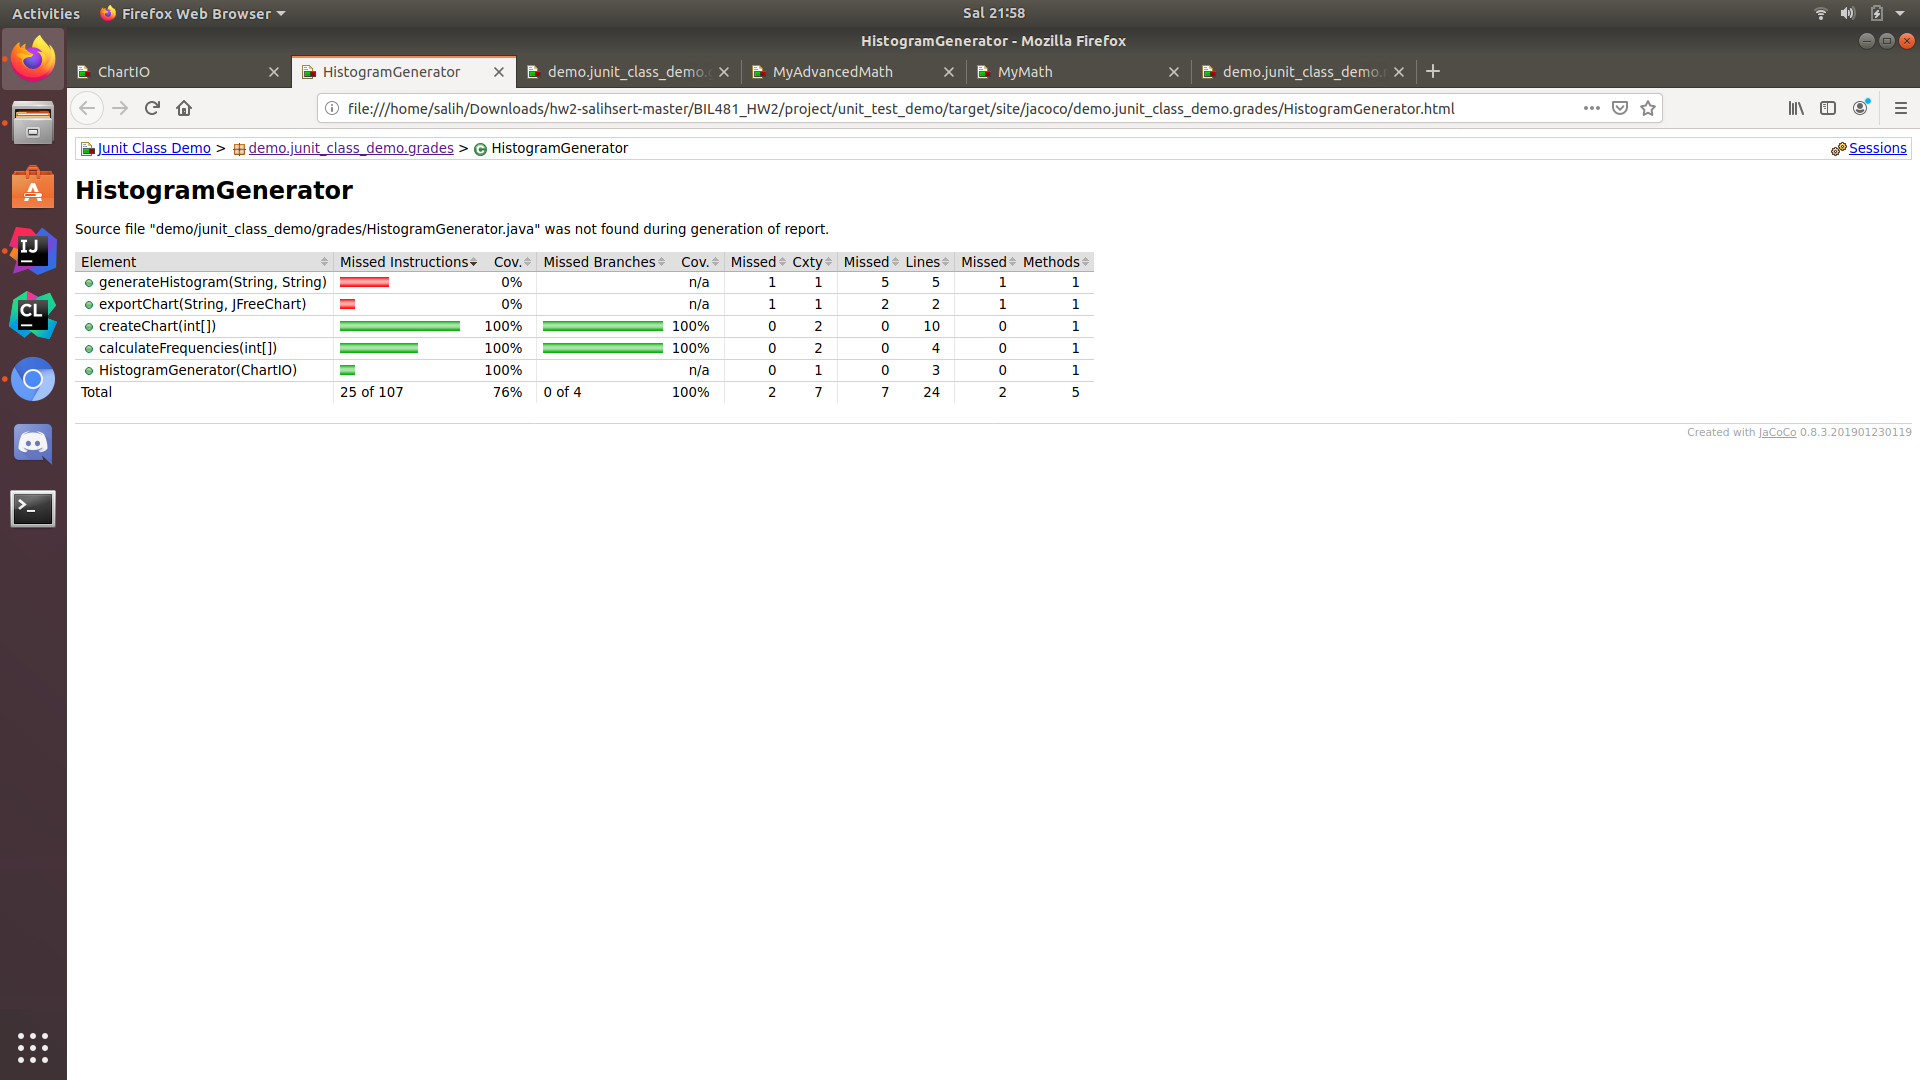 Activities Firefox Web Browser Sal 21:58
HistogramGenerator - Mozilla Firefox
ChartIO HistogramGenerator demo.junit_class_demo. MyAdvancedMath MyMath demo.junit_class_demo.
file:///home/salih/Downloads/hw2-salihsert-master/BIL481_HW2/project/unit_test_demo/target/site/jacoco/demo.junit_class_demo.grades/HistogramGenerator.html
Junit Class Demo > demo.junit_class_demo.grades > HistogramGenerator Sessions
HistogramGenerator
Source file "demo/junit_class_demo/grades/HistogramGenerator.java" was not found during generation of report.
Element Missed Instructions Cov. Missed Branches Cov. Missed Cxty Missed Lines Missed Methods
generateHistogram(String, String) 0% n/a 1 1 5 5 1 1
exportChart(String, JFreeChart) 0% n/a 1 1 2 2 1 1
createChart(int[]) 100% 100% 0 2 0 10 0 1
calculateFrequencies(int[]) 100% 100% 0 2 0 4 0 1
HistogramGenerator(ChartIO) 100% n/a 0 1 0 3 0 1
Total 25 of 107 76% 0 of 4 100% 2 7 7 24 2 5
Created with JaCoCo 0.8.3.201901230119
IJ
CL